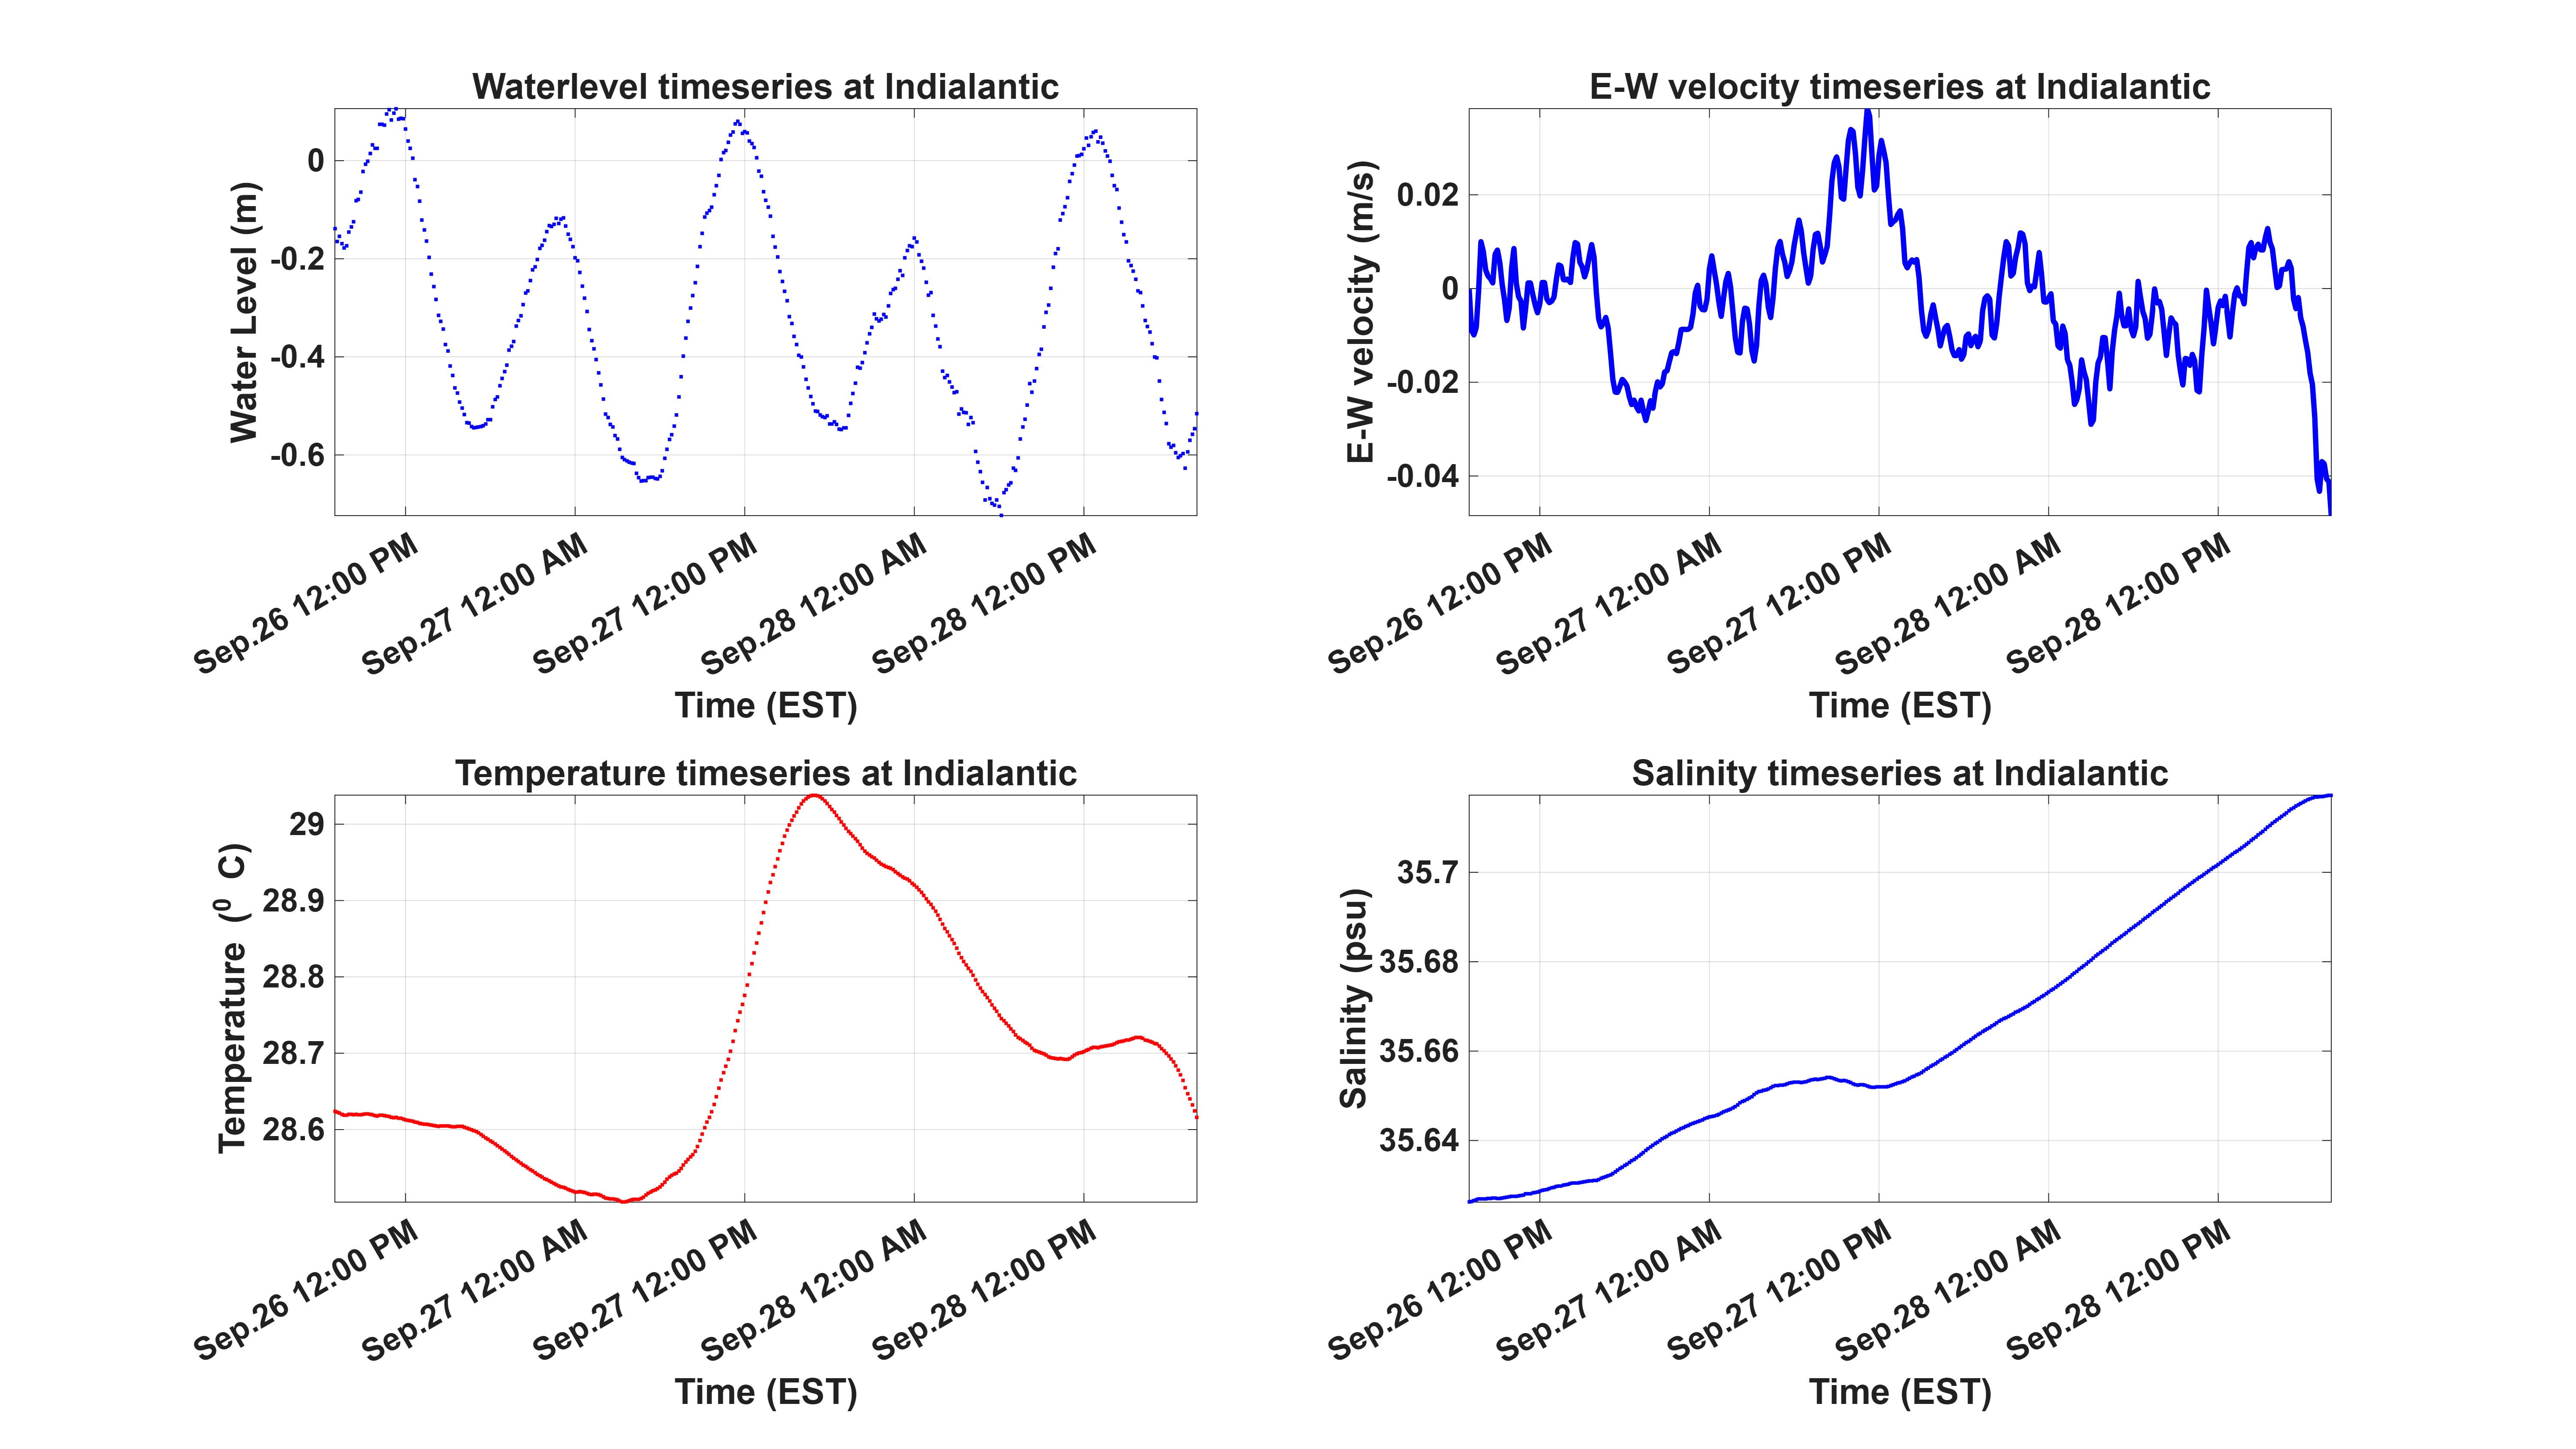 Waterlevel timeseries at Indialantic
Water Level (m)
0
-0.2
-0.4
-0.6
Sep.26 12:00 PM
Sep.27 12:00 AM
Sep.27 12:00 PM
Sep.28 12:00 AM
Sep.28 12:00 PM
Time (EST)
E-W velocity timeseries at Indialantic
E-W velocity (m/s)
0.02
0
-0.02
-0.04
Sep.26 12:00 PM
Sep.27 12:00 AM
Sep.27 12:00 PM
Sep.28 12:00 AM
Sep.28 12:00 PM
Time (EST)
Temperature timeseries at Indialantic
Temperature (⁰ C)
29
28.9
28.8
28.7
28.6
Sep.26 12:00 PM
Sep.27 12:00 AM
Sep.27 12:00 PM
Sep.28 12:00 AM
Sep.28 12:00 PM
Time (EST)
Salinity timeseries at Indialantic
Salinity (psu)
35.7
35.68
35.66
35.64
Sep.26 12:00 PM
Sep.27 12:00 AM
Sep.27 12:00 PM
Sep.28 12:00 AM
Sep.28 12:00 PM
Time (EST)